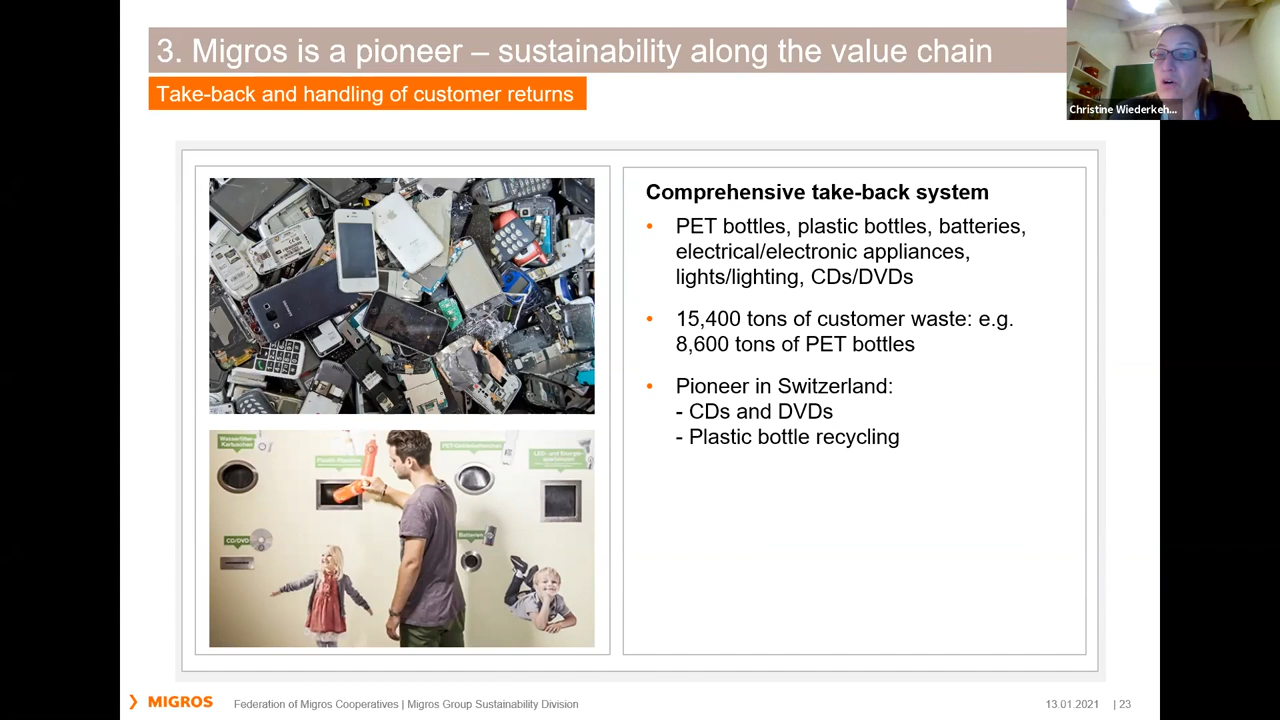 3. Migros is a pioneer – sustainability along the value chain
Take-back and handling of customer returns
Christine Wiederkeh...
Comprehensive take-back system
• PET bottles, plastic bottles, batteries,
electrical/electronic appliances,
lights/lighting, CDs/DVDs
• 15,400 tons of customer waste: e.g.
8,600 tons of PET bottles
• Pioneer in Switzerland:
- CDs and DVDs
- Plastic bottle recycling
Wasserfilter-
Kartuschen
CD/DVD
Batterien
MIGROS
Federation of Migros Cooperatives | Migros Group Sustainability Division
13.01.2021 | 23